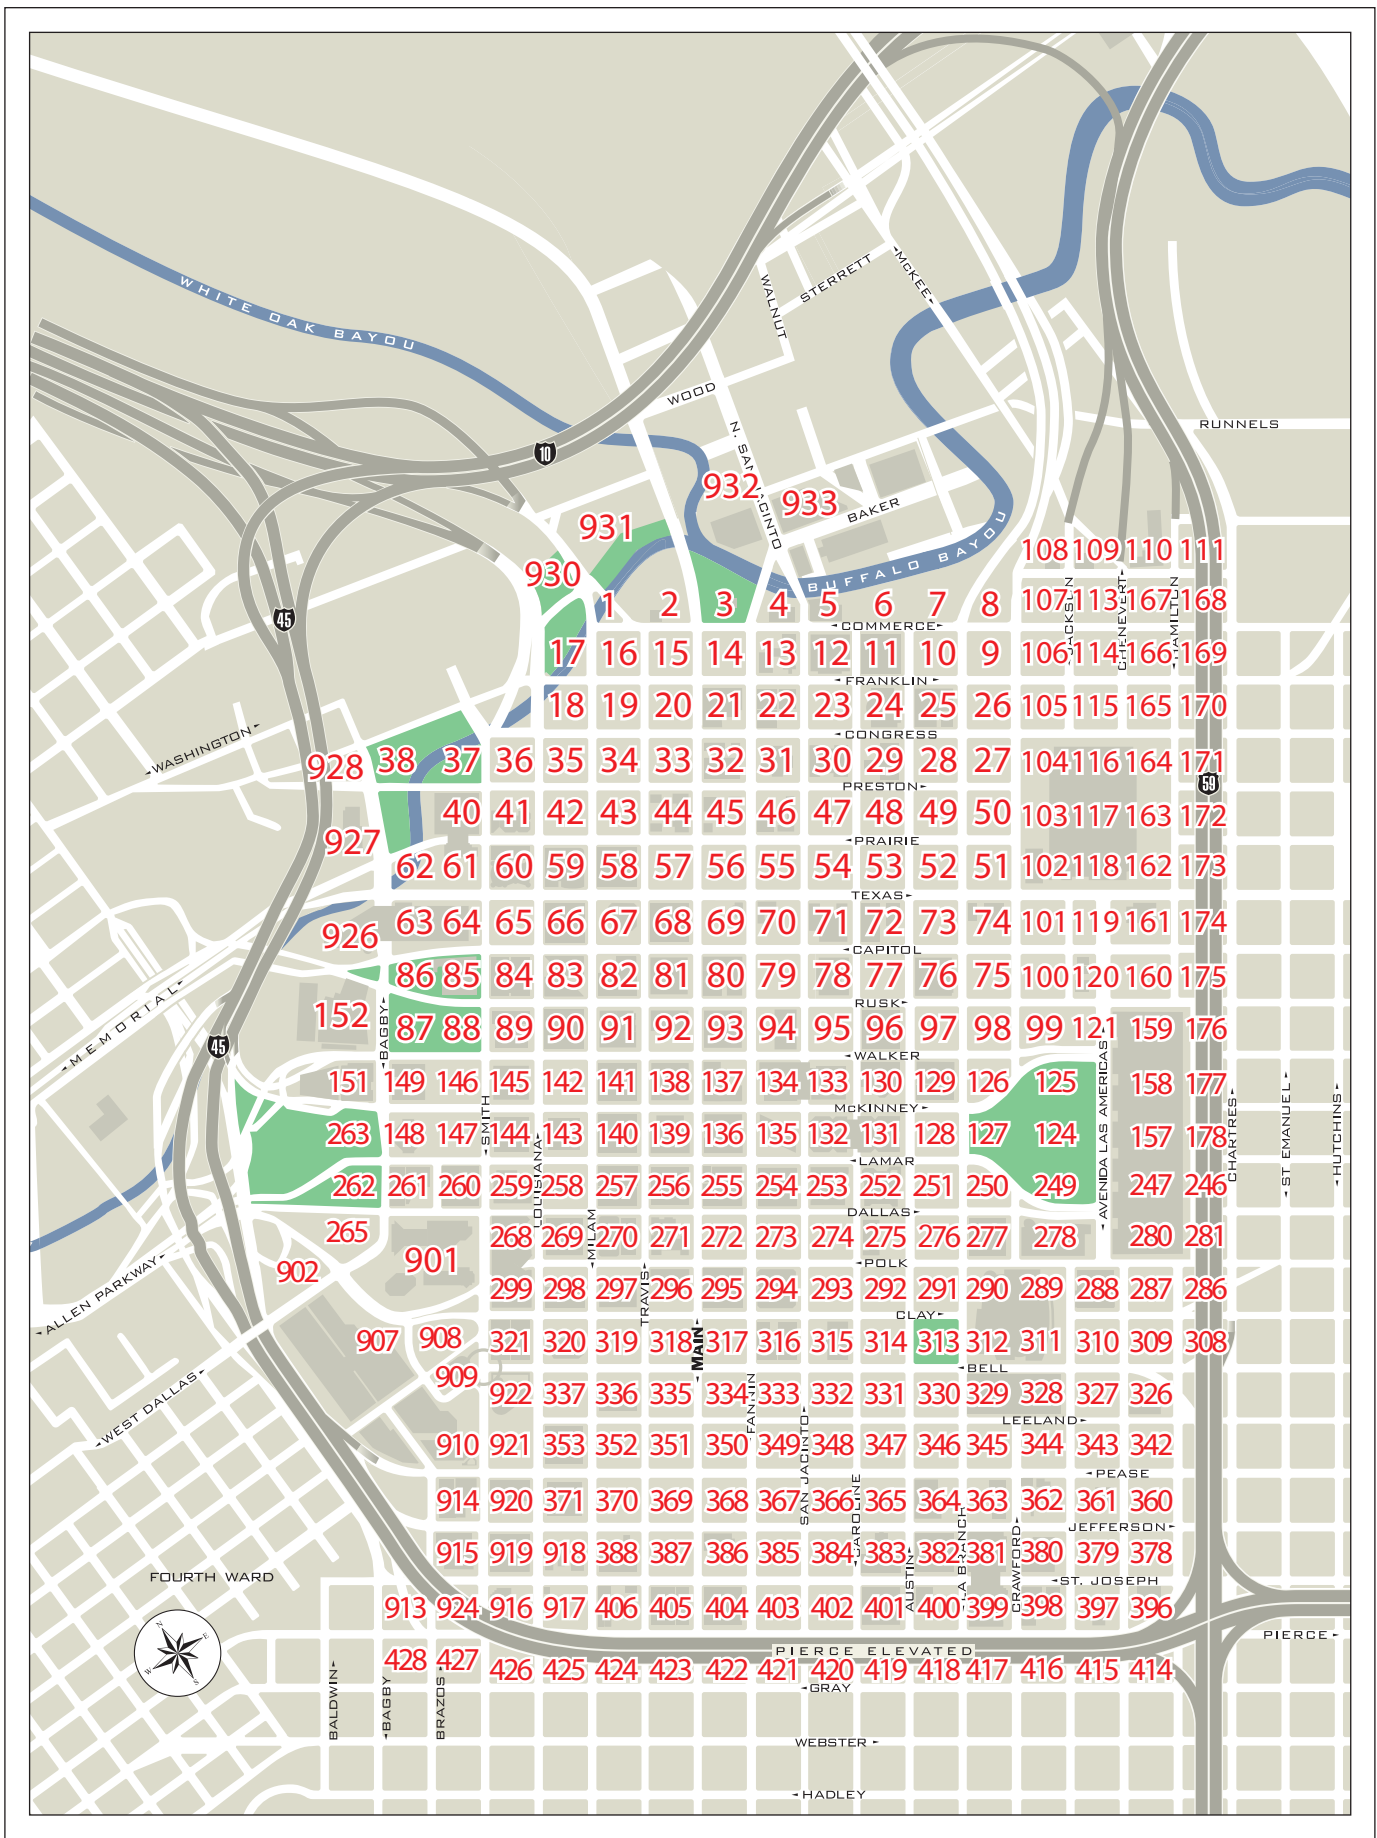 WHITE OAK BAYOU
WALNUT
STERRETT
McKEE
WOOD
N. SAN JACINTO
RUNNELS
10
932
933
BAKER
931
BUFFALO BAYOU
930
108 109 110 111
45
1 2 3 4 5 6 7 8 107 113 167 168
COMMERCE
JACKSON
CHENEVERT
HAMILTON
17 16 15 14 13 12 11 10 9 106 114 166 169
FRANKLIN
18 19 20 21 22 23 24 25 26 105 115 165 170
CONGRESS
WASHINGTON
928 38 37 36 35 34 33 32 31 30 29 28 27 104 116 164 171
59
PRESTON
40 41 42 43 44 45 46 47 48 49 50 103 117 163 172
927
PRAIRIE
62 61 60 59 58 57 56 55 54 53 52 51 102 118 162 173
TEXAS
926 63 64 65 66 67 68 69 70 71 72 73 74 101 119 161 174
CAPITOL
86 85 84 83 82 81 80 79 78 77 76 75 100 120 160 175
RUSK
MEMORIAL
152
BAGBY
87 88 89 90 91 92 93 94 95 96 97 98 99 121 159 176
45
WALKER
151 149 146 145 142 141 138 137 134 133 130 129 126 125 158 177
McKINNEY
SMITH
AVENIDA LAS AMERICAS
CHARTRES
ST EMANUEL
HUTCHINS
263 148 147 144 143 140 139 136 135 132 131 128 127 124 157 178
LAMAR
LOUISIANA
262 261 260 259 258 257 256 255 254 253 252 251 250 249 247 246
DALLAS
265 268 269 270 271 272 273 274 275 276 277 278 280 281
MILAM
902 901
POLK
ALLEN PARKWAY
TRAVIS
299 298 297 296 295 294 293 292 291 290 289 288 287 286
CLAY
907 908 321 320 319 318 317 316 315 314 313 312 311 310 309 308
MAIN
BELL
909
922 337 336 335 334 333 332 331 330 329 328 327 326
WEST DALLAS
FANNIN
LEELAND
910 921 353 352 351 350 349 348 347 346 345 344 343 342
SAN JACINTO
PEASE
914 920 371 370 369 368 367 366 365 364 363 362 361 360
CAROLINE
JEFFERSON
915 919 918 388 387 386 385 384 383 382 381 380 379 378
AUSTIN
LA BRANCH
CRAWFORD
FOURTH WARD
ST. JOSEPH
913 924 916 917 406 405 404 403 402 401 400 399 398 397 396
N
E
W
S
PIERCE
PIERCE ELEVATED
428 427 426 425 424 423 422 421 420 419 418 417 416 415 414
GRAY
BALDWIN
BAGBY
BRAZOS
WEBSTER
HADLEY